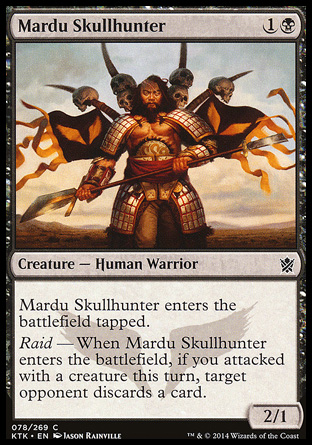 Mardu Skullhunter 1
Creature — Human Warrior
Mardu Skullhunter enters the
battlefield tapped.
Raid — When Mardu Skullhunter
enters the battlefield, if you attacked
with a creature this turn, target
opponent discards a card.
2/1
078/269 C
KTK • EN Jason Rainville
™ & © 2014 Wizards of the Coast